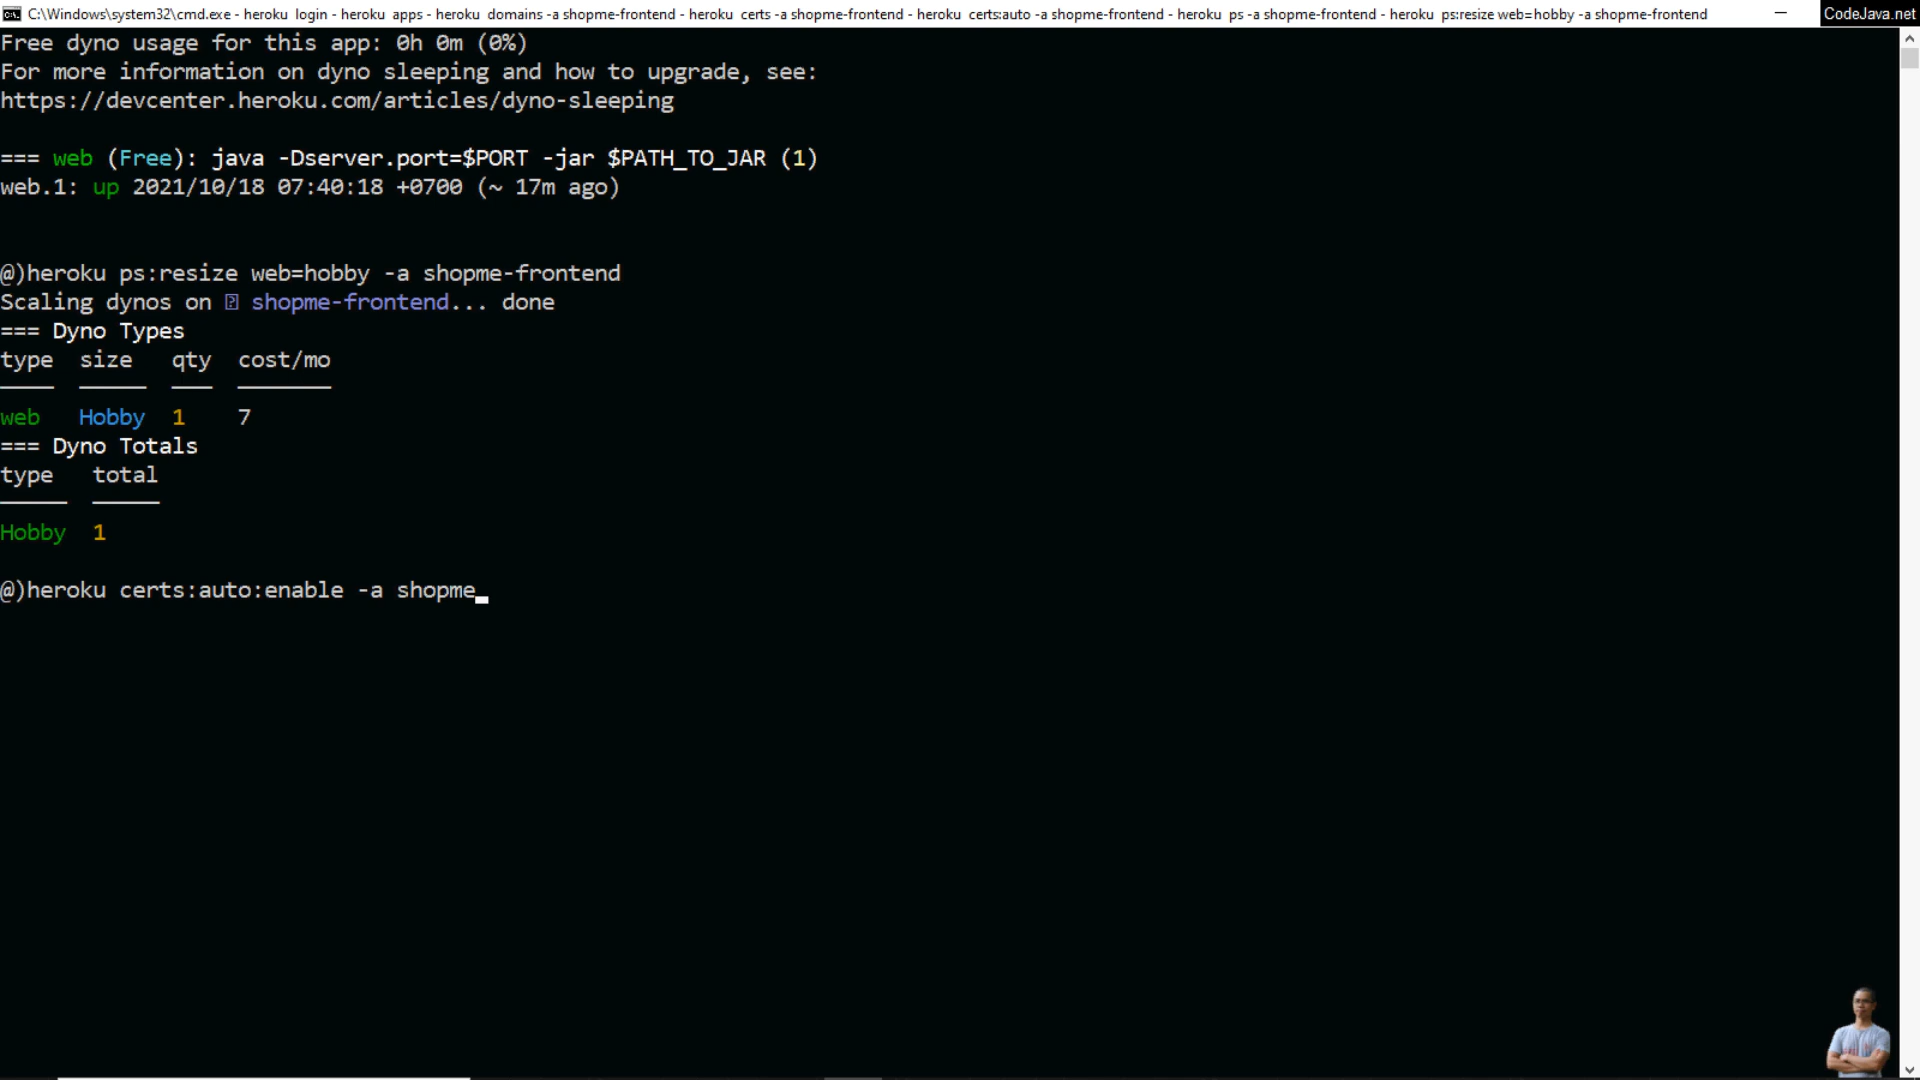 C:\Windows\system32\cmd.exe - heroku login - heroku apps - heroku domains -a shopme-frontend - heroku certs -a shopme-frontend - heroku certs:auto -a shopme-frontend - heroku ps -a shopme-frontend - heroku ps:resize web=hobby -a shopme-frontend
CodeJava.net
Free dyno usage for this app: 0h 0m (0%)
For more information on dyno sleeping and how to upgrade, see:
https://devcenter.heroku.com/articles/dyno-sleeping
=== web (Free): java -Dserver.port=$PORT -jar $PATH_TO_JAR (1)
web.1: up 2021/10/18 07:40:18 +0700 (~ 17m ago)
@)heroku ps:resize web=hobby -a shopme-frontend
Scaling dynos on ⍰ shopme-frontend... done
=== Dyno Types
type size qty cost/mo
web Hobby 1 7
=== Dyno Totals
type total
Hobby 1
@)heroku certs:auto:enable -a shopme